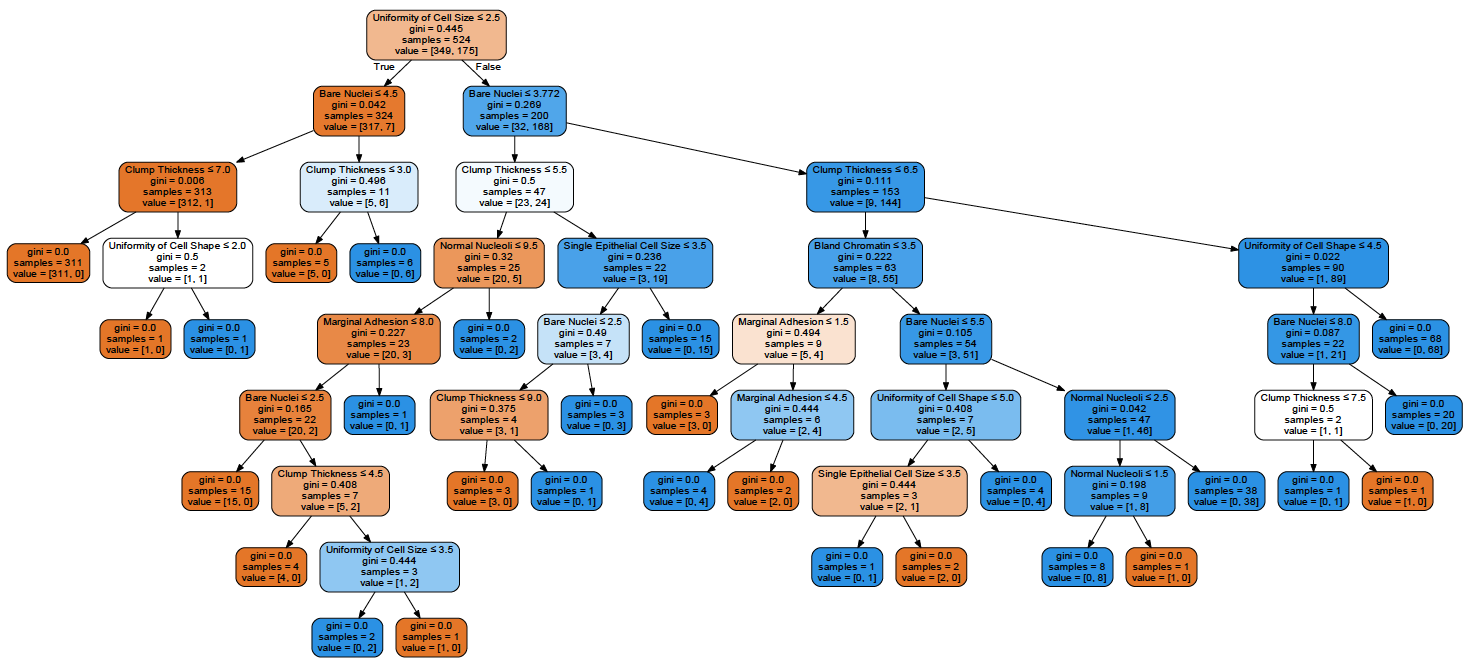 Uniformity of Cell Size ≤ 2.5
gini = 0.445
samples = 524
value = [349, 175]
True
False
Bare Nuclei ≤ 4.5
gini = 0.042
samples = 324
value = [317, 7]
Bare Nuclei ≤ 3.772
gini = 0.269
samples = 200
value = [32, 168]
Clump Thickness ≤ 7.0
gini = 0.006
samples = 313
value = [312, 1]
Clump Thickness ≤ 3.0
gini = 0.496
samples = 11
value = [5, 6]
Clump Thickness ≤ 5.5
gini = 0.5
samples = 47
value = [23, 24]
Clump Thickness ≤ 6.5
gini = 0.111
samples = 153
value = [9, 144]
gini = 0.0
samples = 311
value = [311, 0]
Uniformity of Cell Shape ≤ 2.0
gini = 0.5
samples = 2
value = [1, 1]
gini = 0.0
samples = 5
value = [5, 0]
gini = 0.0
samples = 6
value = [0, 6]
Normal Nucleoli ≤ 9.5
gini = 0.32
samples = 25
value = [20, 5]
Single Epithelial Cell Size ≤ 3.5
gini = 0.236
samples = 22
value = [3, 19]
Bland Chromatin ≤ 3.5
gini = 0.222
samples = 63
value = [8, 55]
Uniformity of Cell Shape ≤ 4.5
gini = 0.022
samples = 90
value = [1, 89]
gini = 0.0
samples = 1
value = [1, 0]
gini = 0.0
samples = 1
value = [0, 1]
Marginal Adhesion ≤ 8.0
gini = 0.227
samples = 23
value = [20, 3]
gini = 0.0
samples = 2
value = [0, 2]
Bare Nuclei ≤ 2.5
gini = 0.49
samples = 7
value = [3, 4]
gini = 0.0
samples = 15
value = [0, 15]
Marginal Adhesion ≤ 1.5
gini = 0.494
samples = 9
value = [5, 4]
Bare Nuclei ≤ 5.5
gini = 0.105
samples = 54
value = [3, 51]
Bare Nuclei ≤ 8.0
gini = 0.087
samples = 22
value = [1, 21]
gini = 0.0
samples = 68
value = [0, 68]
Bare Nuclei ≤ 2.5
gini = 0.165
samples = 22
value = [20, 2]
gini = 0.0
samples = 1
value = [0, 1]
Clump Thickness ≤ 9.0
gini = 0.375
samples = 4
value = [3, 1]
gini = 0.0
samples = 3
value = [0, 3]
gini = 0.0
samples = 3
value = [3, 0]
Marginal Adhesion ≤ 4.5
gini = 0.444
samples = 6
value = [2, 4]
Uniformity of Cell Shape ≤ 5.0
gini = 0.408
samples = 7
value = [2, 5]
Normal Nucleoli ≤ 2.5
gini = 0.042
samples = 47
value = [1, 46]
Clump Thickness ≤ 7.5
gini = 0.5
samples = 2
value = [1, 1]
gini = 0.0
samples = 20
value = [0, 20]
gini = 0.0
samples = 15
value = [15, 0]
Clump Thickness ≤ 4.5
gini = 0.408
samples = 7
value = [5, 2]
gini = 0.0
samples = 3
value = [3, 0]
gini = 0.0
samples = 1
value = [0, 1]
gini = 0.0
samples = 4
value = [0, 4]
gini = 0.0
samples = 2
value = [2, 0]
Single Epithelial Cell Size ≤ 3.5
gini = 0.444
samples = 3
value = [2, 1]
gini = 0.0
samples = 4
value = [0, 4]
Normal Nucleoli ≤ 1.5
gini = 0.198
samples = 9
value = [1, 8]
gini = 0.0
samples = 38
value = [0, 38]
gini = 0.0
samples = 1
value = [0, 1]
gini = 0.0
samples = 1
value = [1, 0]
gini = 0.0
samples = 4
value = [4, 0]
Uniformity of Cell Size ≤ 3.5
gini = 0.444
samples = 3
value = [1, 2]
gini = 0.0
samples = 1
value = [0, 1]
gini = 0.0
samples = 2
value = [2, 0]
gini = 0.0
samples = 8
value = [0, 8]
gini = 0.0
samples = 1
value = [1, 0]
gini = 0.0
samples = 2
value = [0, 2]
gini = 0.0
samples = 1
value = [1, 0]